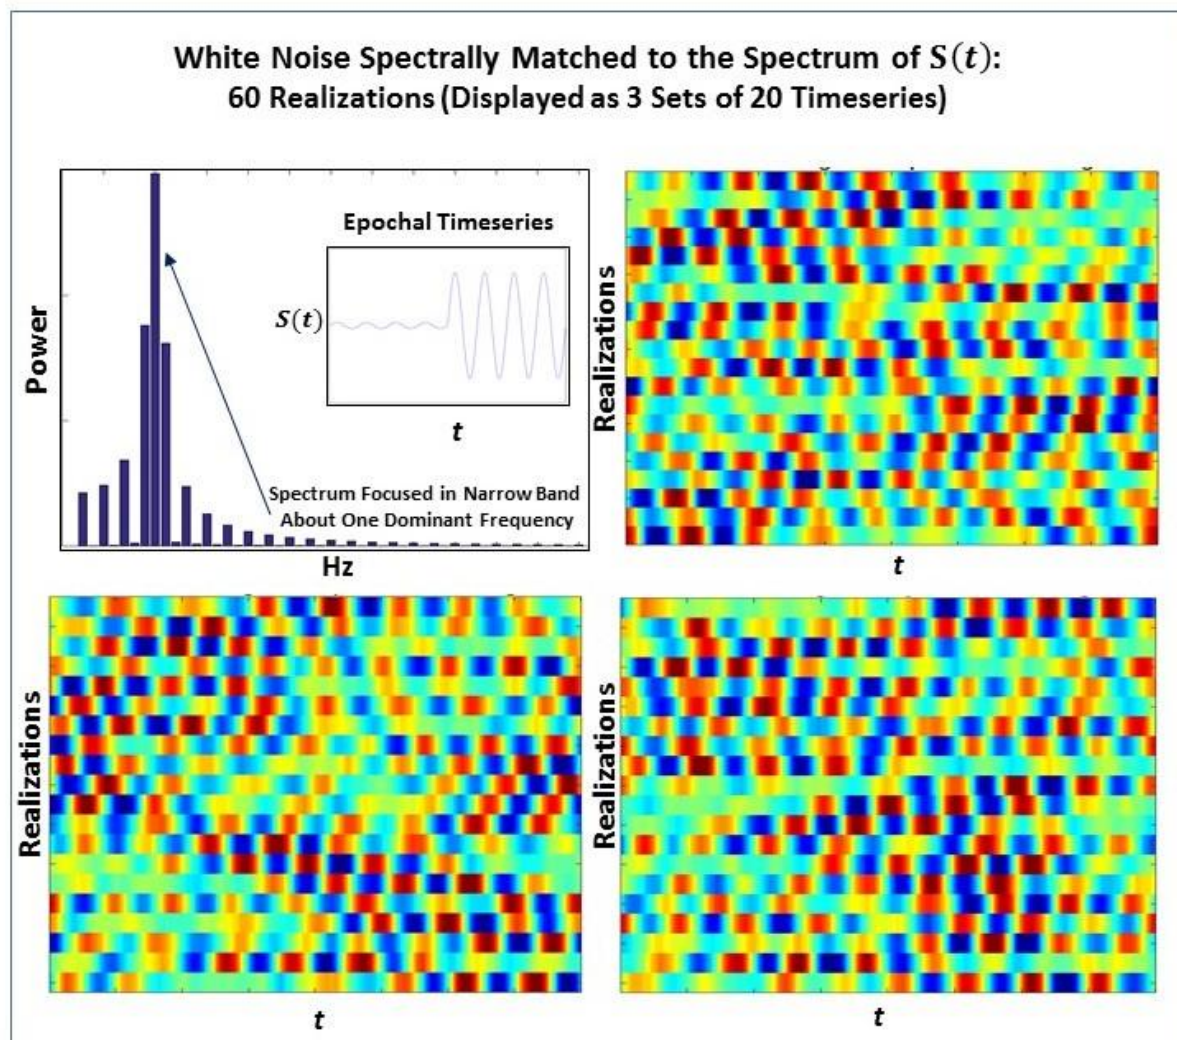 White Noise Spectrally Matched to the Spectrum of S(t):
60 Realizations (Displayed as 3 Sets of 20 Timeseries)
Power
Epochal Timeseries
S(t)
t
Spectrum Focused in Narrow Band
About One Dominant Frequency
Hz
Realizations
t
Realizations
t
Realizations
t